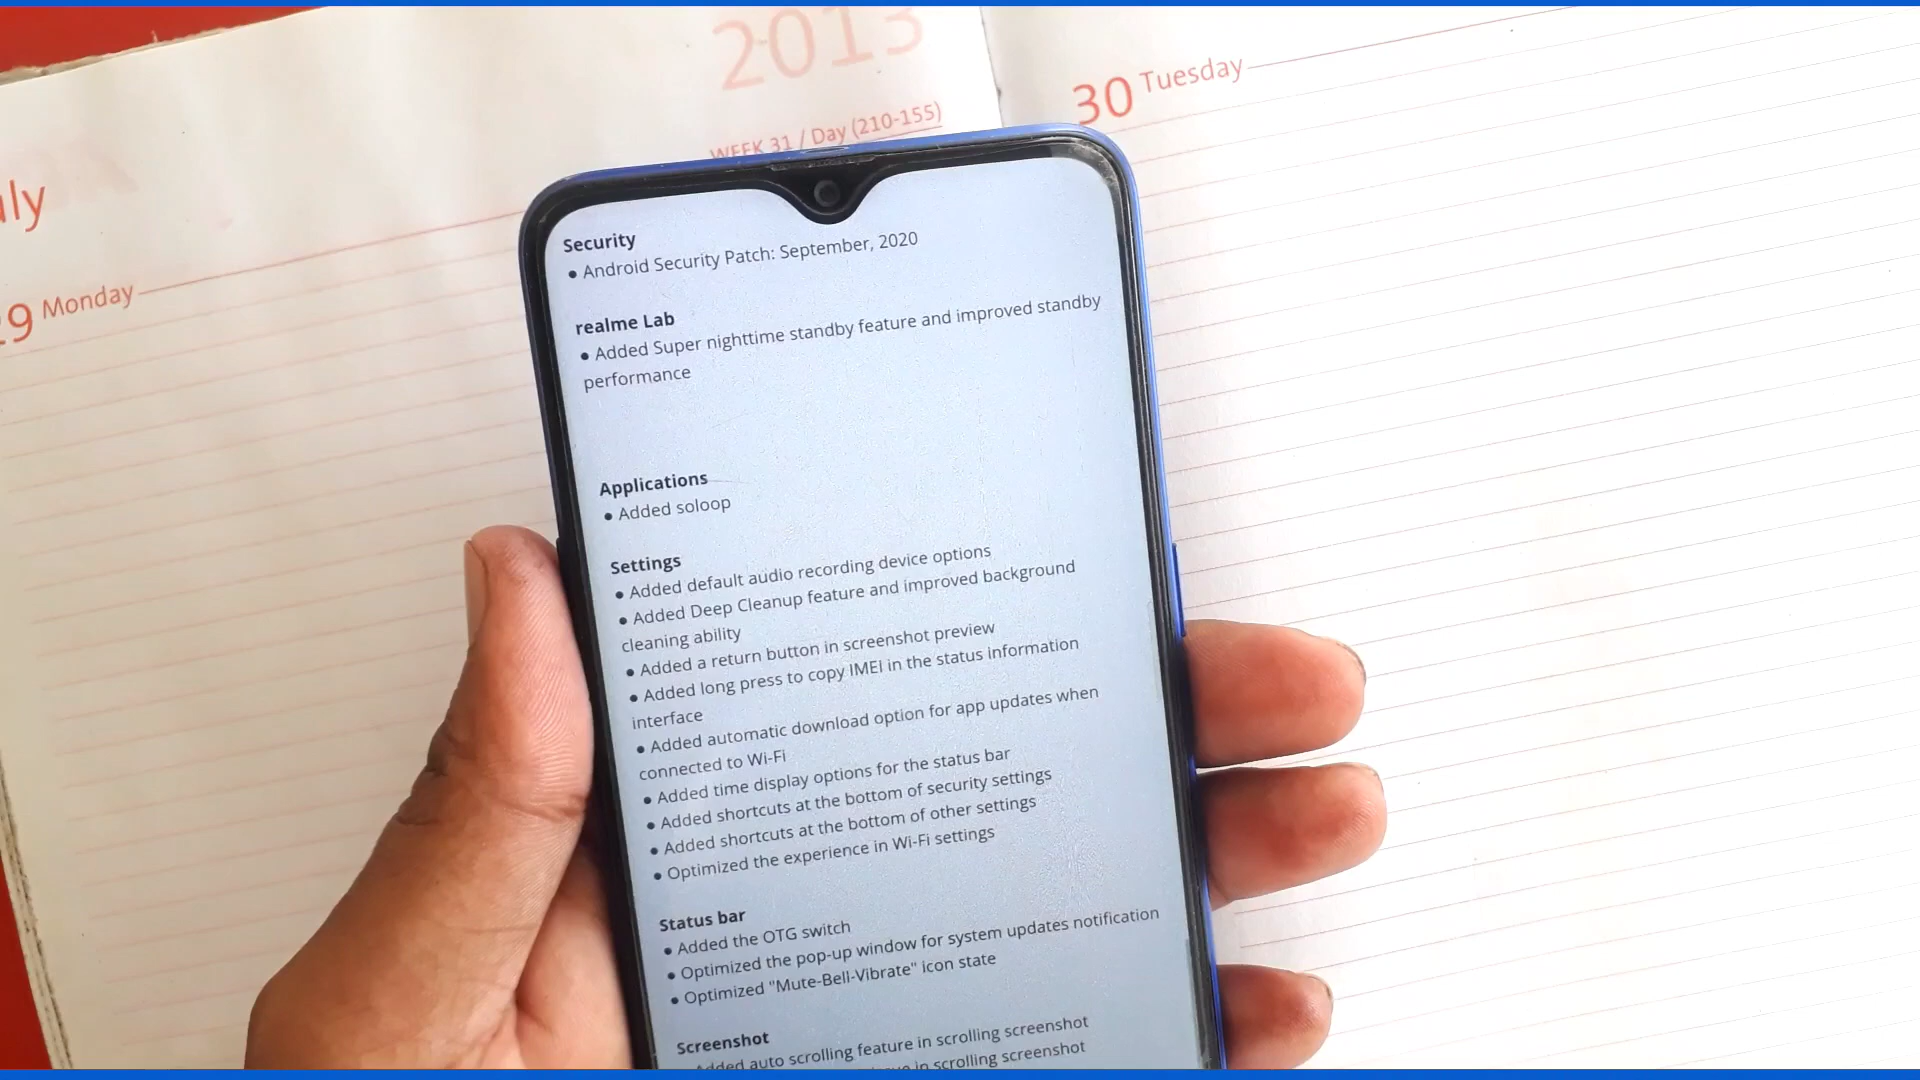 2013
WEEK 31 / Day (210-155)
30 Tuesday
uly
29 Monday
Security
• Android Security Patch: September, 2020
realme Lab
• Added Super nighttime standby feature and improved standby
performance
Applications
• Added soloop
Settings
• Added default audio recording device options
• Added Deep Cleanup feature and improved background
cleaning ability
• Added a return button in screenshot preview
• Added long press to copy IMEI in the status information
interface
• Added automatic download option for app updates when
connected to Wi-Fi
• Added time display options for the status bar
• Added shortcuts at the bottom of security settings
• Added shortcuts at the bottom of other settings
• Optimized the experience in Wi-Fi settings
Status bar
• Added the OTG switch
• Optimized the pop-up window for system updates notification
• Optimized "Mute-Bell-Vibrate" icon state
Screenshot
Added auto scrolling feature in scrolling screenshot
in scrolling screenshot